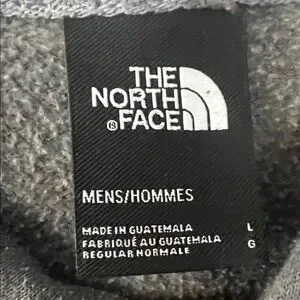 THE
NORTH
FACE®
MENS/HOMMES
MADE IN GUATEMALA L
FABRIQUÉ AU GUATEMALA G
REGULAR NORMALE